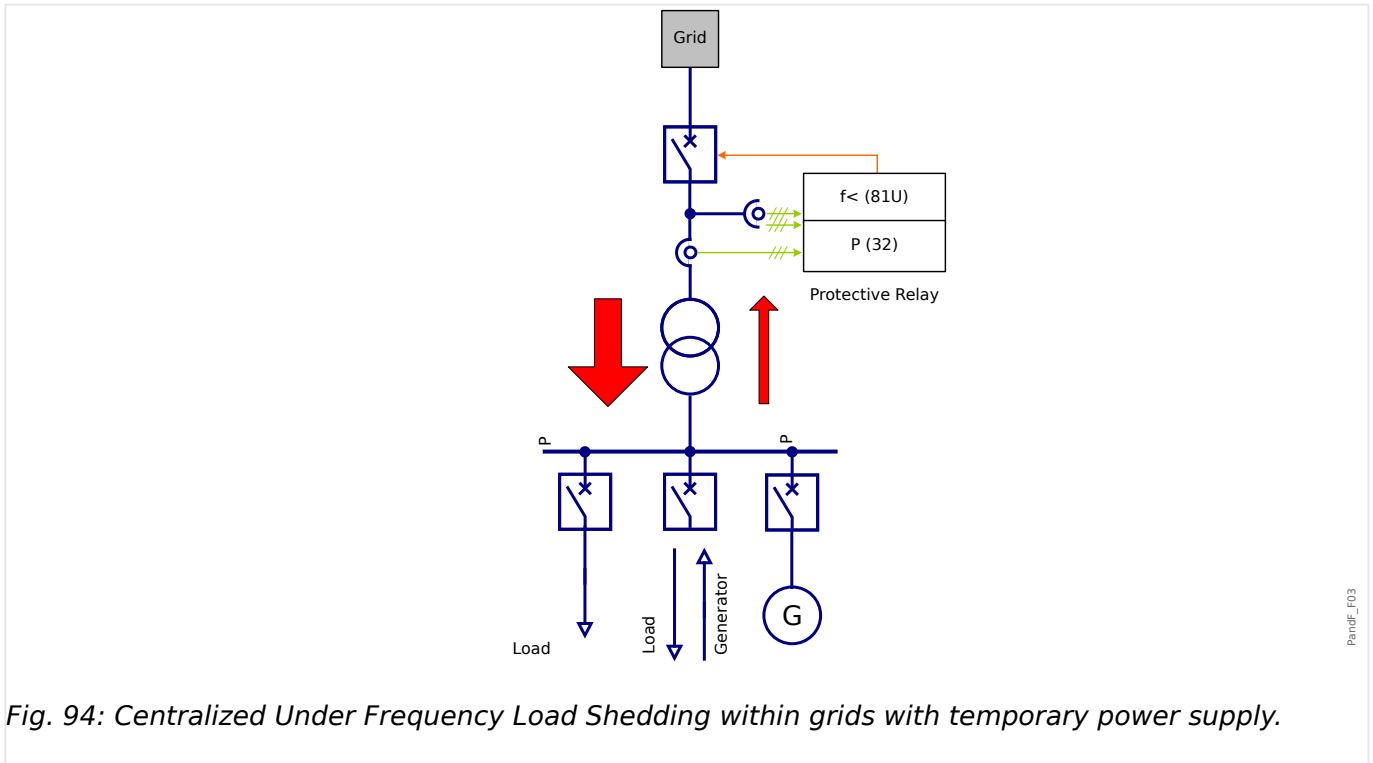 Grid
f< (81U)
P (32)
Protective Relay
P
P
Load
Load
Generator
G
PandF_F03
Fig. 94: Centralized Under Frequency Load Shedding within grids with temporary power supply.